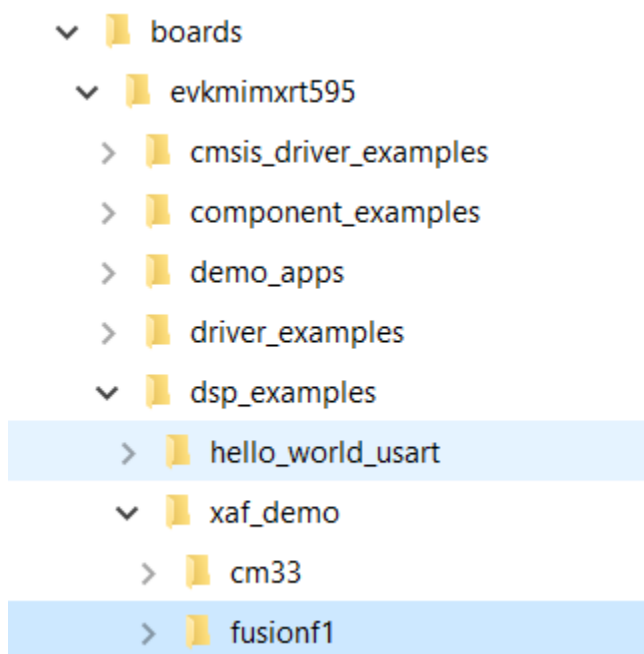 boards
evkmimxrt595
cmsis_driver_examples
component_examples
demo_apps
driver_examples
dsp_examples
hello_world_usart
xaf_demo
cm33
fusionf1